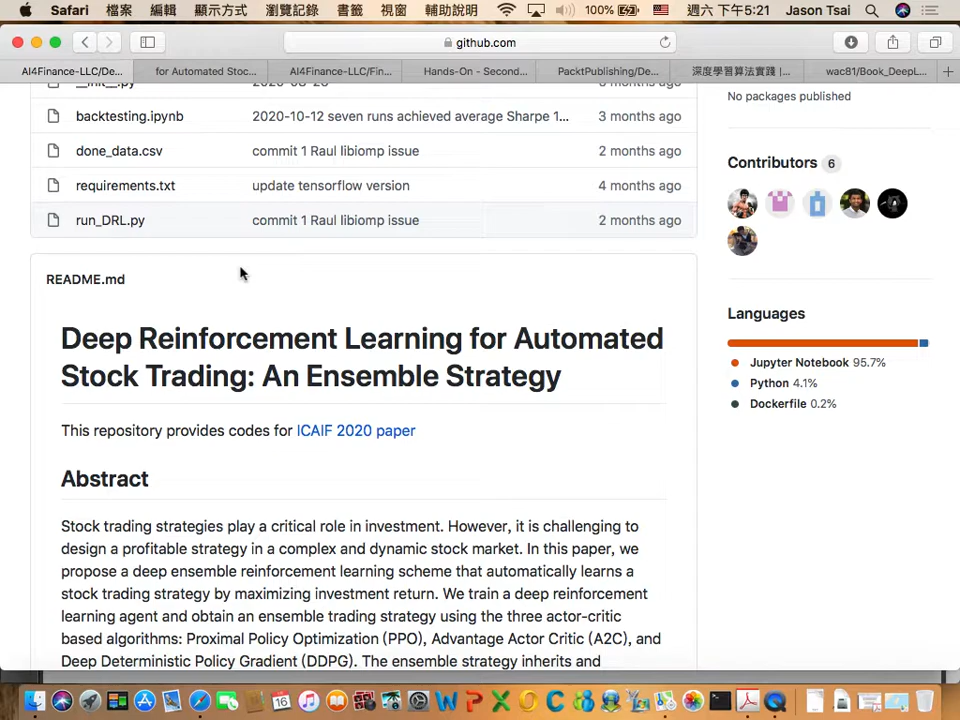 Safari 檔案 編輯 顯示方式 瀏覽記錄 書籤 視窗 輔助說明 100% 週六 下午5:21 Jason Tsai
github.com
AI4Finance-LLC/De... for Automated Stoc... AI4Finance-LLC/Fin... Hands-On - Second... PacktPublishing/De... 深度學習算法實踐 |... wac81/Book_DeepL...
backtesting.ipynb 2020-10-12 seven runs achieved average Sharpe 1... 3 months ago
done_data.csv commit 1 Raul libiomp issue 2 months ago
requirements.txt update tensorflow version 4 months ago
run_DRL.py commit 1 Raul libiomp issue 2 months ago
README.md
Deep Reinforcement Learning for Automated
Stock Trading: An Ensemble Strategy
This repository provides codes for ICAIF 2020 paper
Abstract
Stock trading strategies play a critical role in investment. However, it is challenging to
design a profitable strategy in a complex and dynamic stock market. In this paper, we
propose a deep ensemble reinforcement learning scheme that automatically learns a
stock trading strategy by maximizing investment return. We train a deep reinforcement
learning agent and obtain an ensemble trading strategy using the three actor-critic
based algorithms: Proximal Policy Optimization (PPO), Advantage Actor Critic (A2C), and
Deep Deterministic Policy Gradient (DDPG). The ensemble strategy inherits and
No packages published
Contributors 6
Languages
Jupyter Notebook 95.7%
Python 4.1%
Dockerfile 0.2%